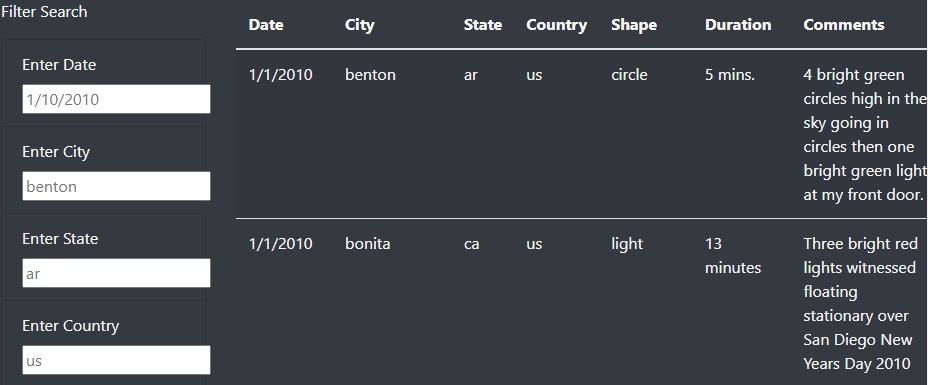 Filter Search
Enter Date
1/10/2010
Enter City
benton
Enter State
ar
Enter Country
us
Date City State Country Shape Duration Comments
1/1/2010 benton ar us circle 5 mins. 4 bright green
circles high in the
sky going in
circles then one
bright green light
at my front door.
1/1/2010 bonita ca us light 13 Three bright red
minutes lights witnessed
floating
stationary over
San Diego New
Years Day 2010